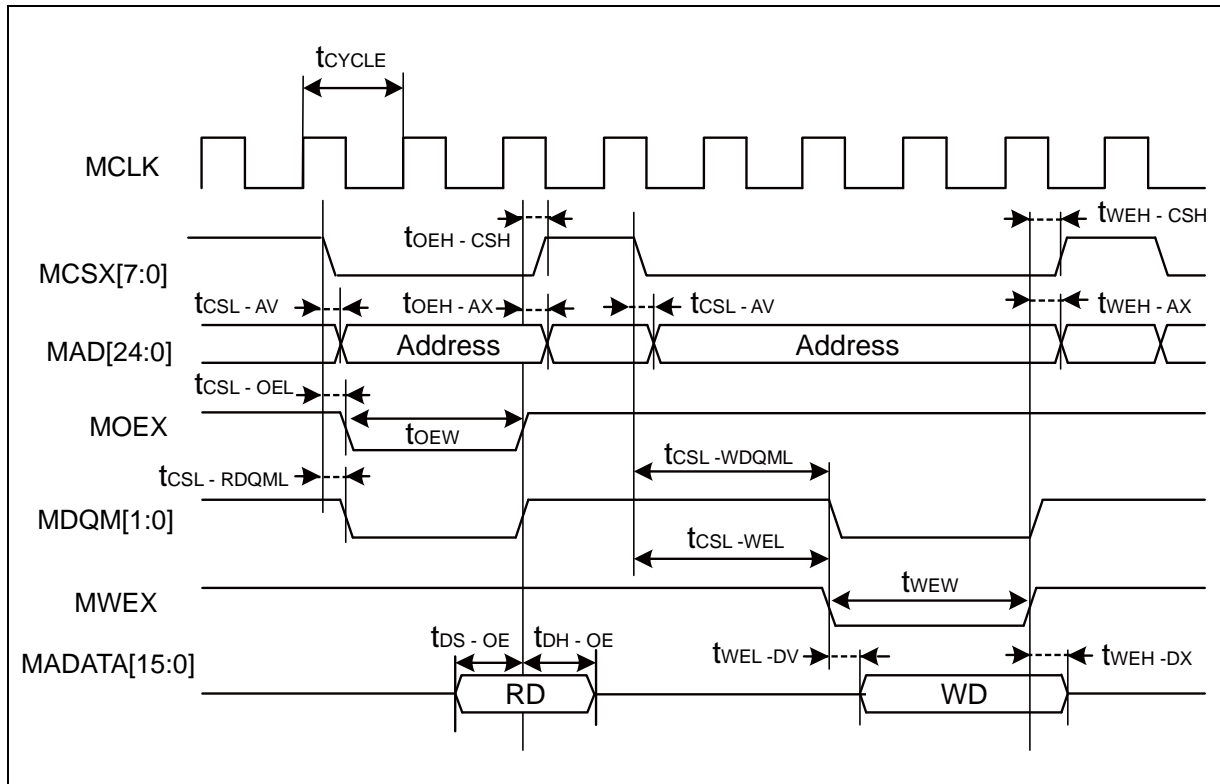 tCYCLE
MCLK
tOEH - CSH
tWEH - CSH
MCSX[7:0]
tCSL - AV
tOEH - AX
tCSL - AV
tWEH - AX
MAD[24:0]
Address
Address
tCSL - OEL
MOEX
tOEW
tCSL -WDQML
tCSL - RDQML
MDQM[1:0]
tCSL -WEL
MWEX
tWEW
tDS - OE
tDH - OE
MADATA[15:0]
tWEL -DV
tWEH -DX
RD
WD